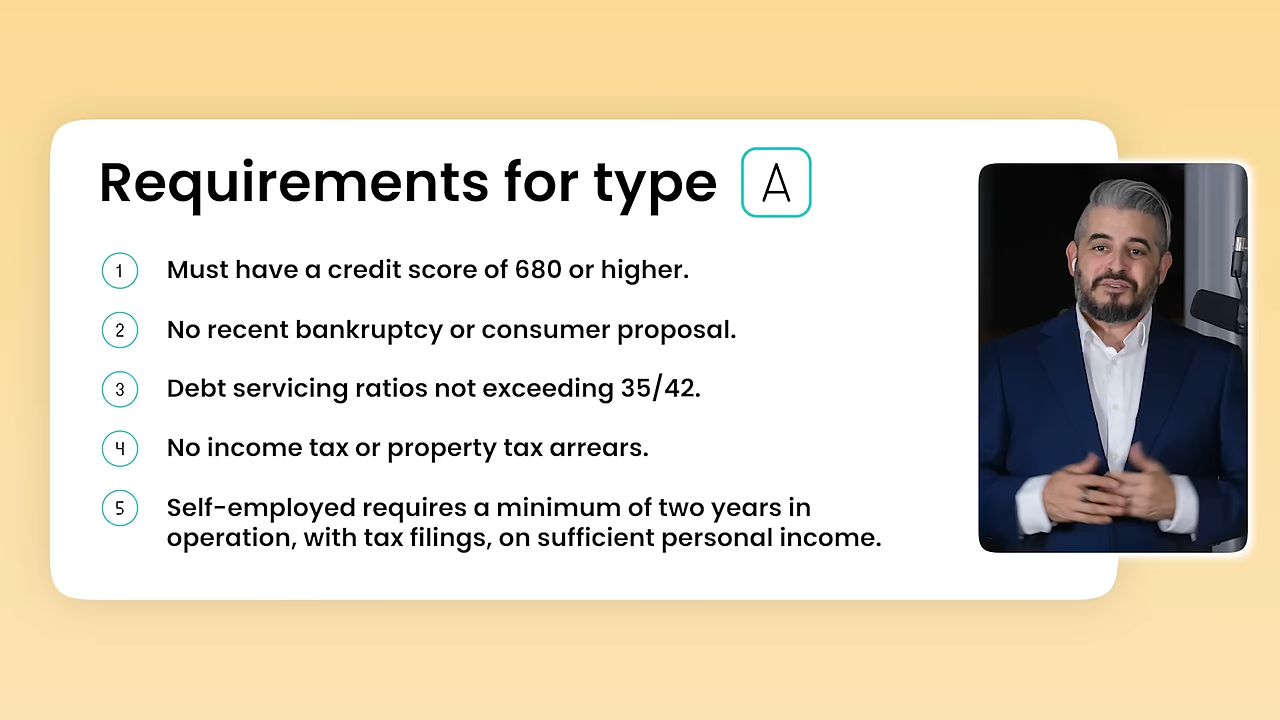 Requirements for type A
1 Must have a credit score of 680 or higher.
2 No recent bankruptcy or consumer proposal.
3 Debt servicing ratios not exceeding 35/42.
4 No income tax or property tax arrears.
5 Self-employed requires a minimum of two years in
operation, with tax filings, on sufficient personal income.